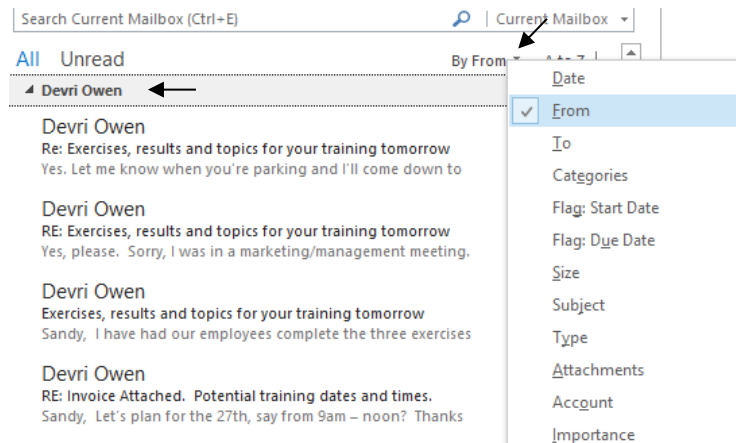 Search Current Mailbox (Ctrl+E) Current Mailbox
All Unread By From A to Z
Devri Owen
Devri Owen
Re: Exercises, results and topics for your training tomorrow
Yes. Let me know when you're parking and I'll come down to
Devri Owen
RE: Exercises, results and topics for your training tomorrow
Yes, please.  Sorry, I was in a marketing/management meeting.
Devri Owen
Exercises, results and topics for your training tomorrow
Sandy,  I have had our employees complete the three exercises
Devri Owen
RE: Invoice Attached.  Potential training dates and times.
Sandy,  Let's plan for the 27th, say from 9am – noon?  Thanks
Date
From
To
Categories
Flag: Start Date
Flag: Due Date
Size
Subject
Type
Attachments
Account
Importance